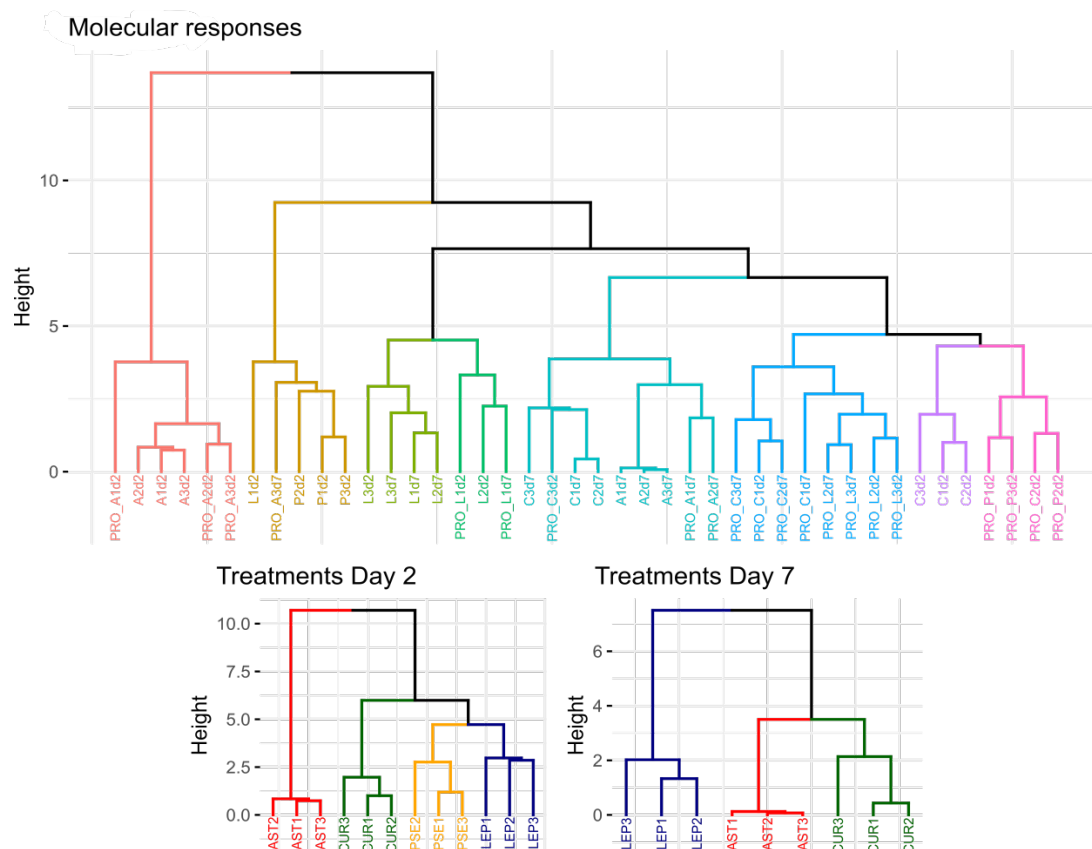 Molecular responses
Height
10
5
0
PRO_A1d2 A2d2 A1d2 A3d2 PRO_A2d2 PRO_A3d2 L1d2 PRO_A3d7 P2d2 P1d2 P3d2 L3d2 L3d7 L1d7 L2d7 PRO_L1d2 L2d2 PRO_L1d7 C3d7 PRO_C3d2 C1d7 C2d7 A1d7 A2d7 A3d7 PRO_A1d7 PRO_A2d7 PRO_C3d7 PRO_C1d2 PRO_C2d7 PRO_C1d7 PRO_L2d7 PRO_L3d7 PRO_L2d2 PRO_L3d2 C3d2 C1d2 C2d2 PRO_P1d2 PRO_P3d2 PRO_C2d2 PRO_P2d2
Treatments Day 2
Height
10.0
7.5
5.0
2.5
0.0
AST2 AST1 AST3 CUR3 CUR1 CUR2 PSE2 PSE1 PSE3 LEP1 LEP2 LEP3
Treatments Day 7
Height
6
4
2
0
LEP3 LEP1 LEP2 AST1 AST2 AST3 CUR3 CUR1 CUR2